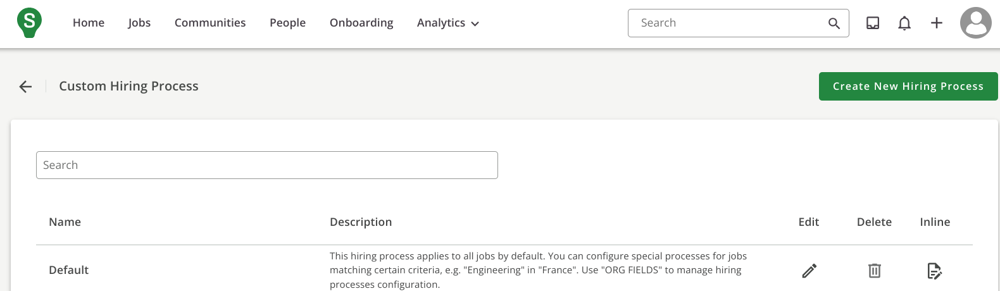 S
Home Jobs Communities People Onboarding Analytics Search
Custom Hiring Process Create New Hiring Process
Search
Name Description Edit Delete Inline
This hiring process applies to all jobs by default. You can configure special processes for jobs
Default matching certain criteria, e.g. "Engineering" in "France". Use "ORG FIELDS" to manage hiring
processes configuration.